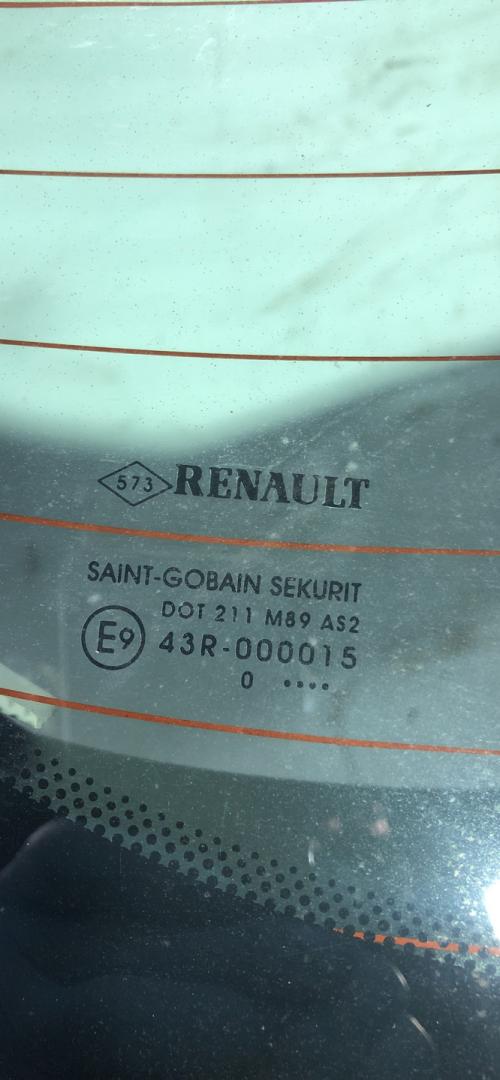 573 RENAULT
SAINT-GOBAIN SEKURIT
DOT 211 M89 AS2
E9 43R-000015
0 ....